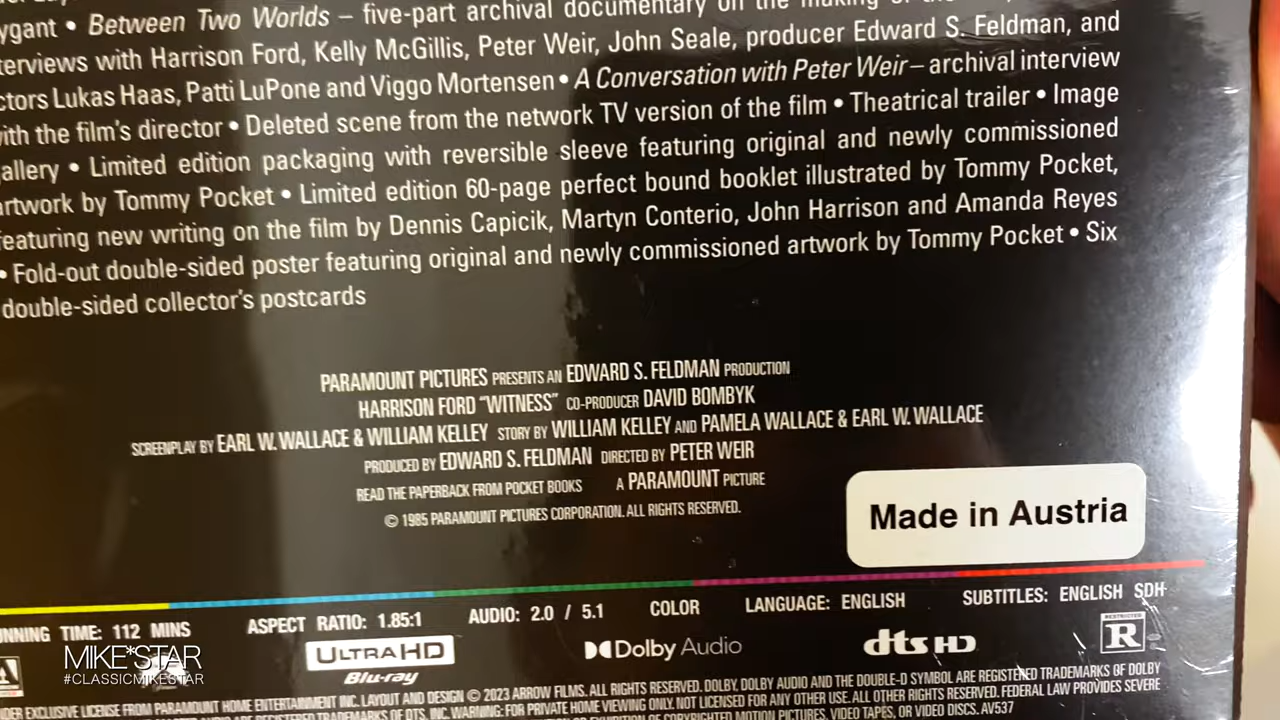 ygant • Between Two Worlds – five-part archival documentary on the making of the
terviews with Harrison Ford, Kelly McGillis, Peter Weir, John Seale, producer Edward S. Feldman, and
ctors Lukas Haas, Patti LuPone and Viggo Mortensen • A Conversation with Peter Weir – archival interview
ith the film's director • Deleted scene from the network TV version of the film • Theatrical trailer • Image
allery • Limited edition packaging with reversible sleeve featuring original and newly commissioned
artwork by Tommy Pocket • Limited edition 60-page perfect bound booklet illustrated by Tommy Pocket,
featuring new writing on the film by Dennis Capicik, Martyn Conterio, John Harrison and Amanda Reyes
• Fold-out double-sided poster featuring original and newly commissioned artwork by Tommy Pocket • Six
double-sided collector's postcards
PARAMOUNT PICTURES PRESENTS AN EDWARD S. FELDMAN PRODUCTION
HARRISON FORD "WITNESS" CO-PRODUCER DAVID BOMBYK
SCREENPLAY BY EARL W. WALLACE & WILLIAM KELLEY STORY BY WILLIAM KELLEY AND PAMELA WALLACE & EARL W. WALLACE
PRODUCED BY EDWARD S. FELDMAN DIRECTED BY PETER WEIR
READ THE PAPERBACK FROM POCKET BOOKS A PARAMOUNT PICTURE
© 1985 PARAMOUNT PICTURES CORPORATION. ALL RIGHTS RESERVED.
Made in Austria
UNNING TIME: 112 MINS ASPECT RATIO: 1.85:1 AUDIO: 2.0 / 5.1 COLOR LANGUAGE: ENGLISH SUBTITLES: ENGLISH SDH
ULTRA HD
Blu-ray
Dolby Audio
dts HD
RESTRICTED
R
MIKE*STAR
#CLASSICMIKESTAR
DER EXCLUSIVE LICENSE FROM PARAMOUNT HOME ENTERTAINMENT INC. LAYOUT AND DESIGN © 2023 ARROW FILMS. ALL RIGHTS RESERVED. DOLBY, DOLBY AUDIO AND THE DOUBLE-D SYMBOL ARE REGISTERED TRADEMARKS OF DOLBY
ARE REGISTERED TRADEMARKS OF DTS, INC. WARNING: FOR PRIVATE HOME VIEWING ONLY. NOT LICENSED FOR ANY OTHER USE. ALL OTHER RIGHTS RESERVED. FEDERAL LAW PROVIDES SEVERE
OF COPYRIGHTED MOTION PICTURES, VIDEO TAPES, OR VIDEO DISCS. AV537